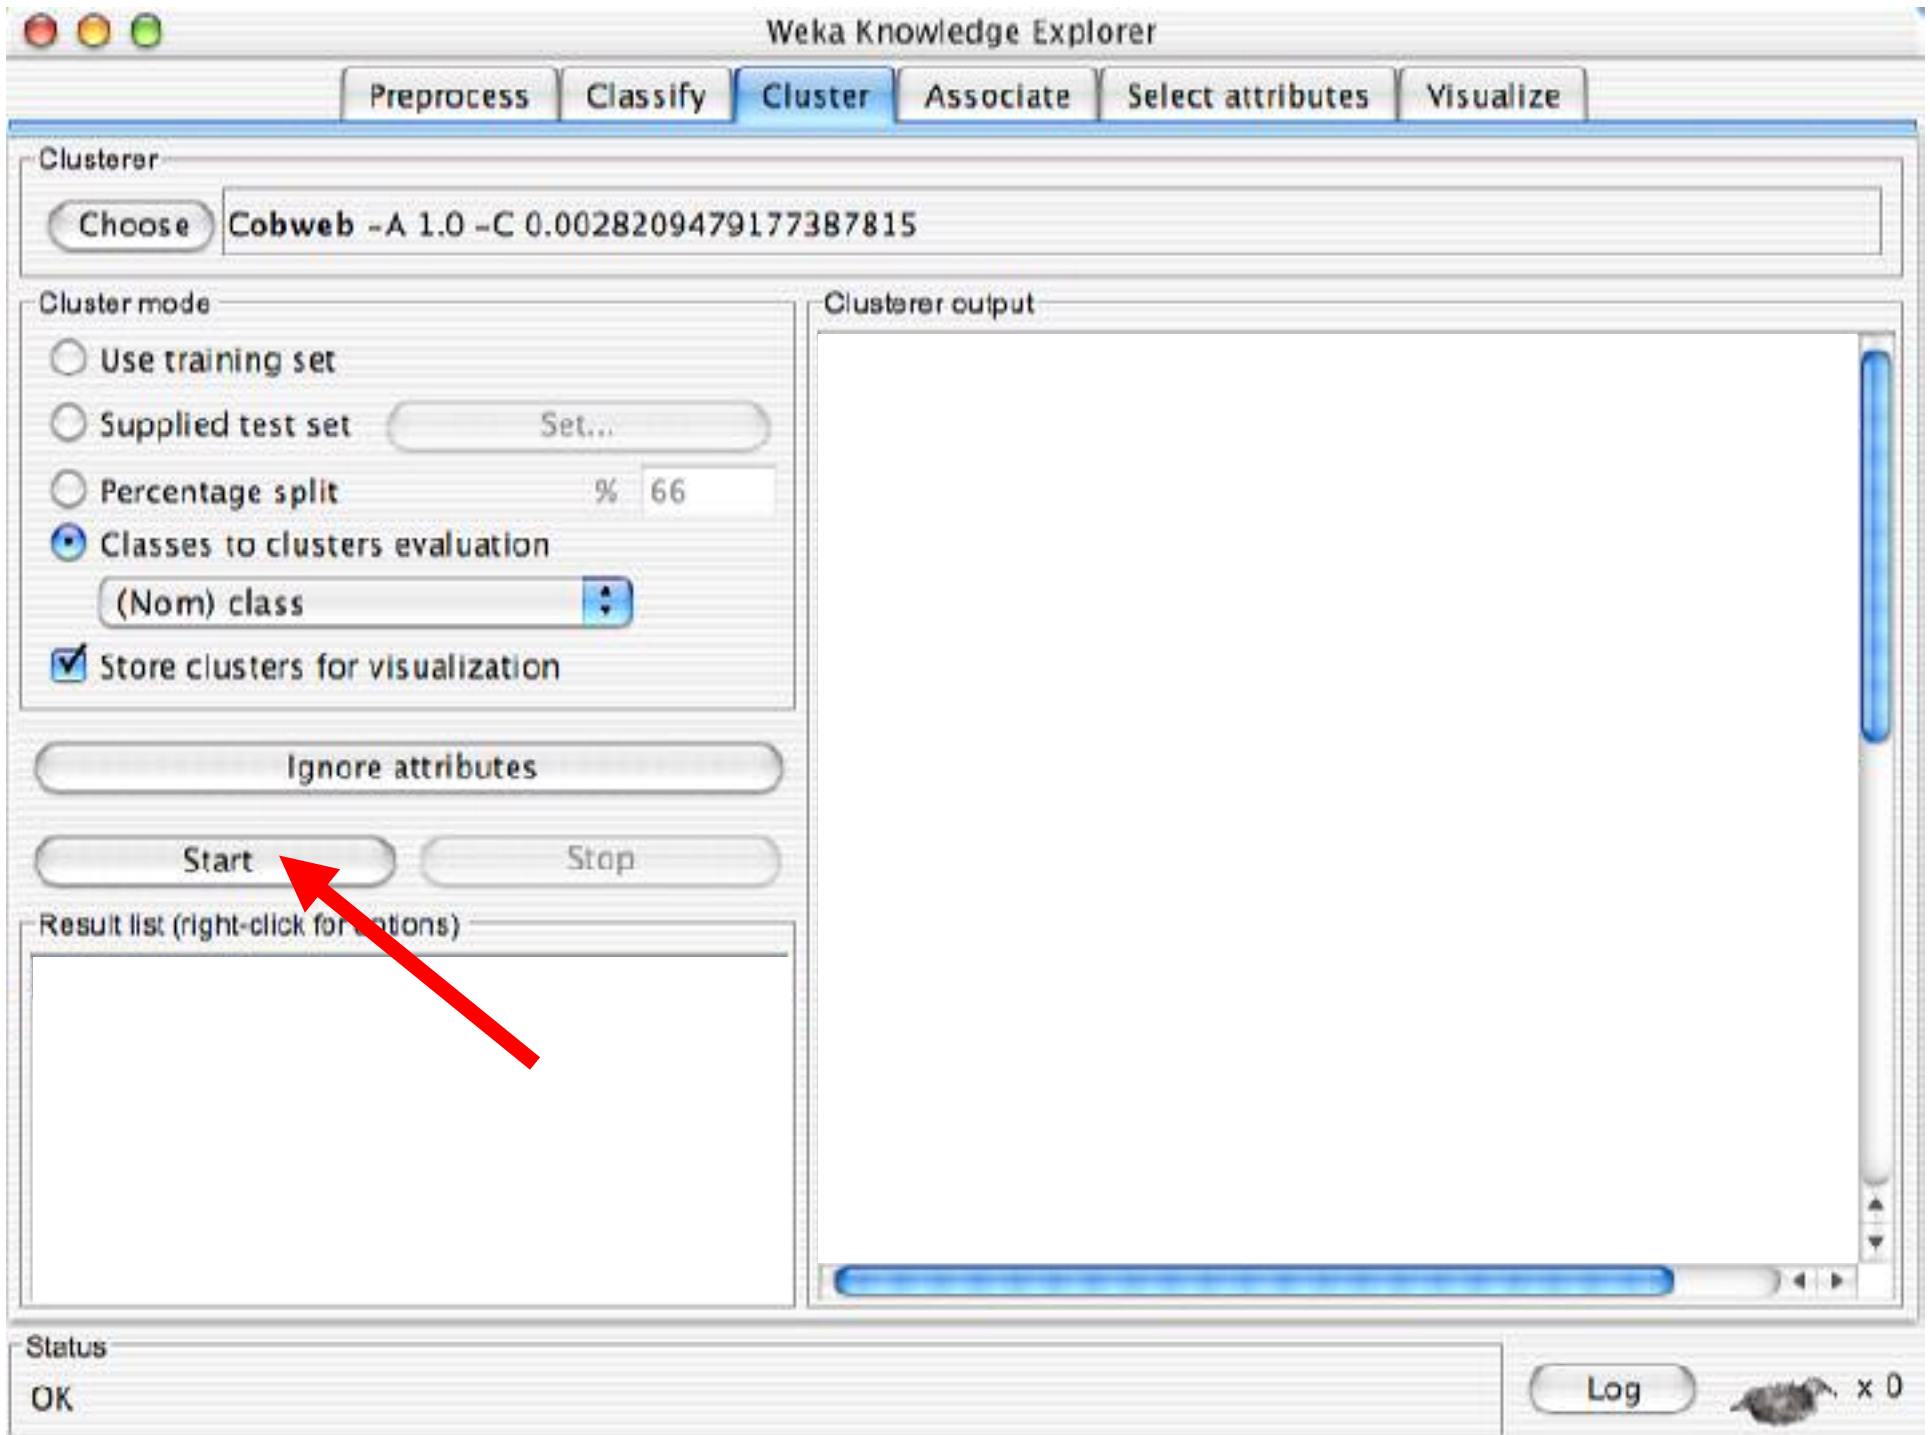 Weka Knowledge Explorer
Preprocess Classify Cluster Associate Select attributes Visualize
Clusterer
Choose Cobweb -A 1.0 -C 0.0028209479177387815
Cluster mode
Use training set
Supplied test set Set...
Percentage split % 66
Classes to clusters evaluation
(Nom) class
Store clusters for visualization
Ignore attributes
Start Stop
Result list (right-click for options)
Clusterer output
Status
OK
Log x 0